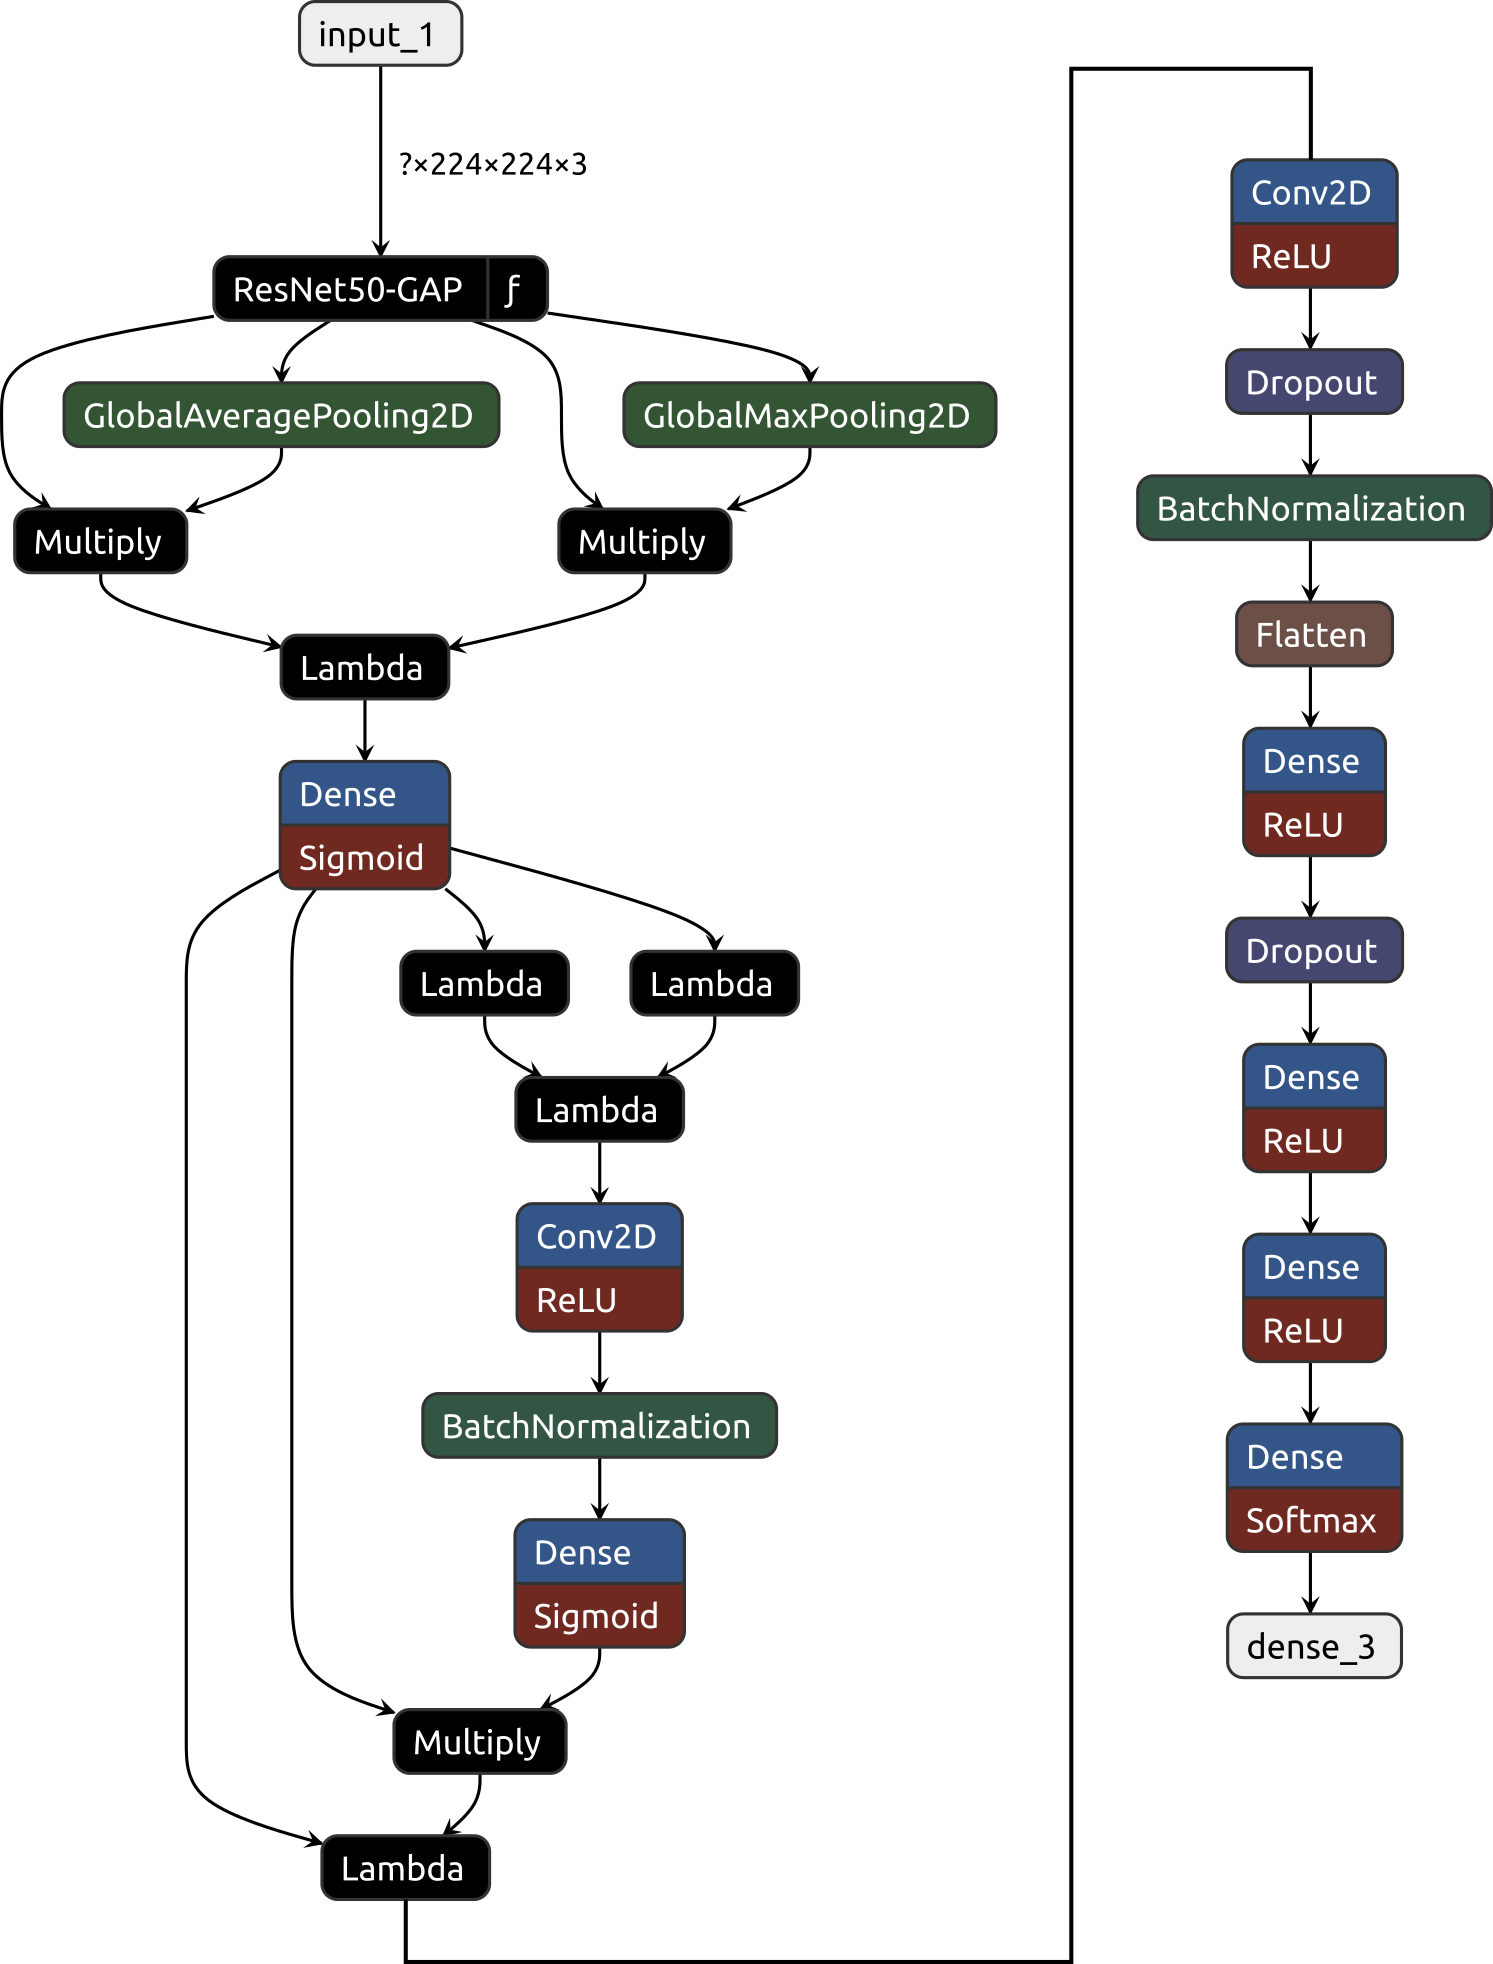 input_1
?×224×224×3
ResNet50-GAP ƒ
GlobalAveragePooling2D
GlobalMaxPooling2D
Multiply
Multiply
Lambda
Dense
Sigmoid
Lambda
Lambda
Lambda
Conv2D
ReLU
BatchNormalization
Dense
Sigmoid
Multiply
Lambda
Conv2D
ReLU
Dropout
BatchNormalization
Flatten
Dense
ReLU
Dropout
Dense
ReLU
Dense
ReLU
Dense
Softmax
dense_3